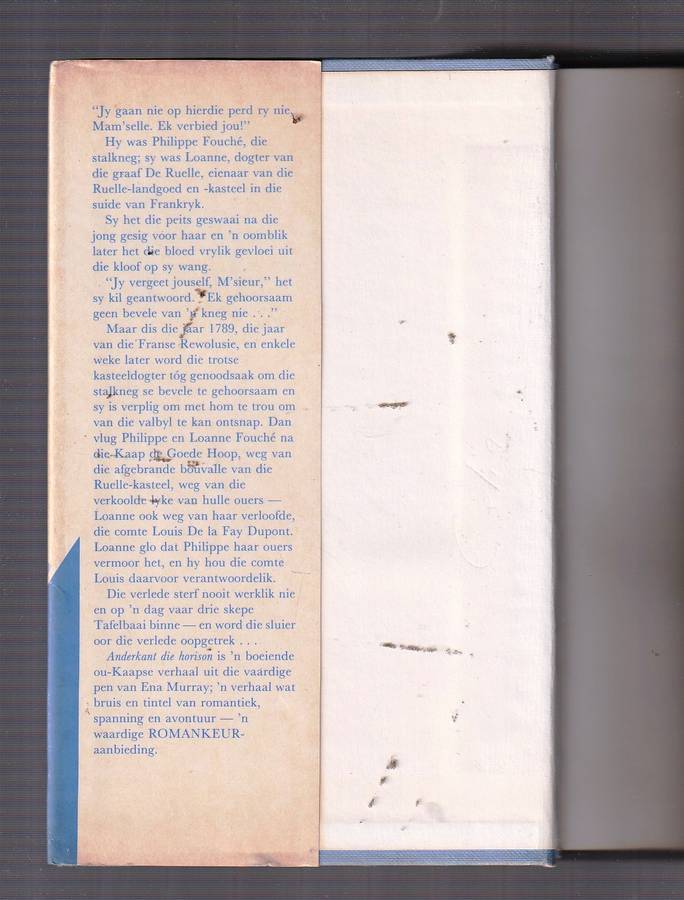 “Jy gaan nie op hierdie perd ry nie,
Mam’selle. Ek verbied jou!”
Hy was Philippe Fouché, die
stalkneg; sy was Loanne, dogter van
die graaf De Ruelle, eienaar van die
Ruelle-landgoed en -kasteel in die
suide van Frankryk.
Sy het die peits geswaai na die
jong gesig vóór haar en ’n oomblik
later het die bloed vrylik gevloei uit
die kloof op sy wang.
“Jy vergeet jouself, M’sieur,” het
sy kil geantwoord. “Ek gehoorsaam
geen bevele van ’n kneg nie . . .”
Maar dis die jaar 1789, die jaar
van die Franse Rewolusie, en enkele
weke later word die trotse
kasteeldogter tóg genoodsaak om die
stalkneg se bevele te gehoorsaam en
sy is verplig om met hom te trou om
van die valbyl te kan ontsnap. Dan
vlug Philippe en Loanne Fouché na
die Kaap de Goede Hoop, weg van
die afgebrande bouvalle van die
Ruelle-kasteel, weg van die
verkoolde lyke van hulle ouers —
Loanne ook weg van haar verloofde,
die comte Louis De la Fay Dupont.
Loanne glo dat Philippe haar ouers
vermoor het, en hy hou die comte
Louis daarvoor verantwoordelik.
Die verlede sterf nooit werklik nie
en op ’n dag vaar drie skepe
Tafelbaai binne — en word die sluier
oor die verlede oopgetrek . . .
Anderkant die horison is ’n boeiende
ou-Kaapse verhaal uit die vaardige
pen van Ena Murray; ’n verhaal wat
bruis en tintel van romantiek,
spanning en avontuur — ’n
waardige ROMANKEUR-
aanbieding.